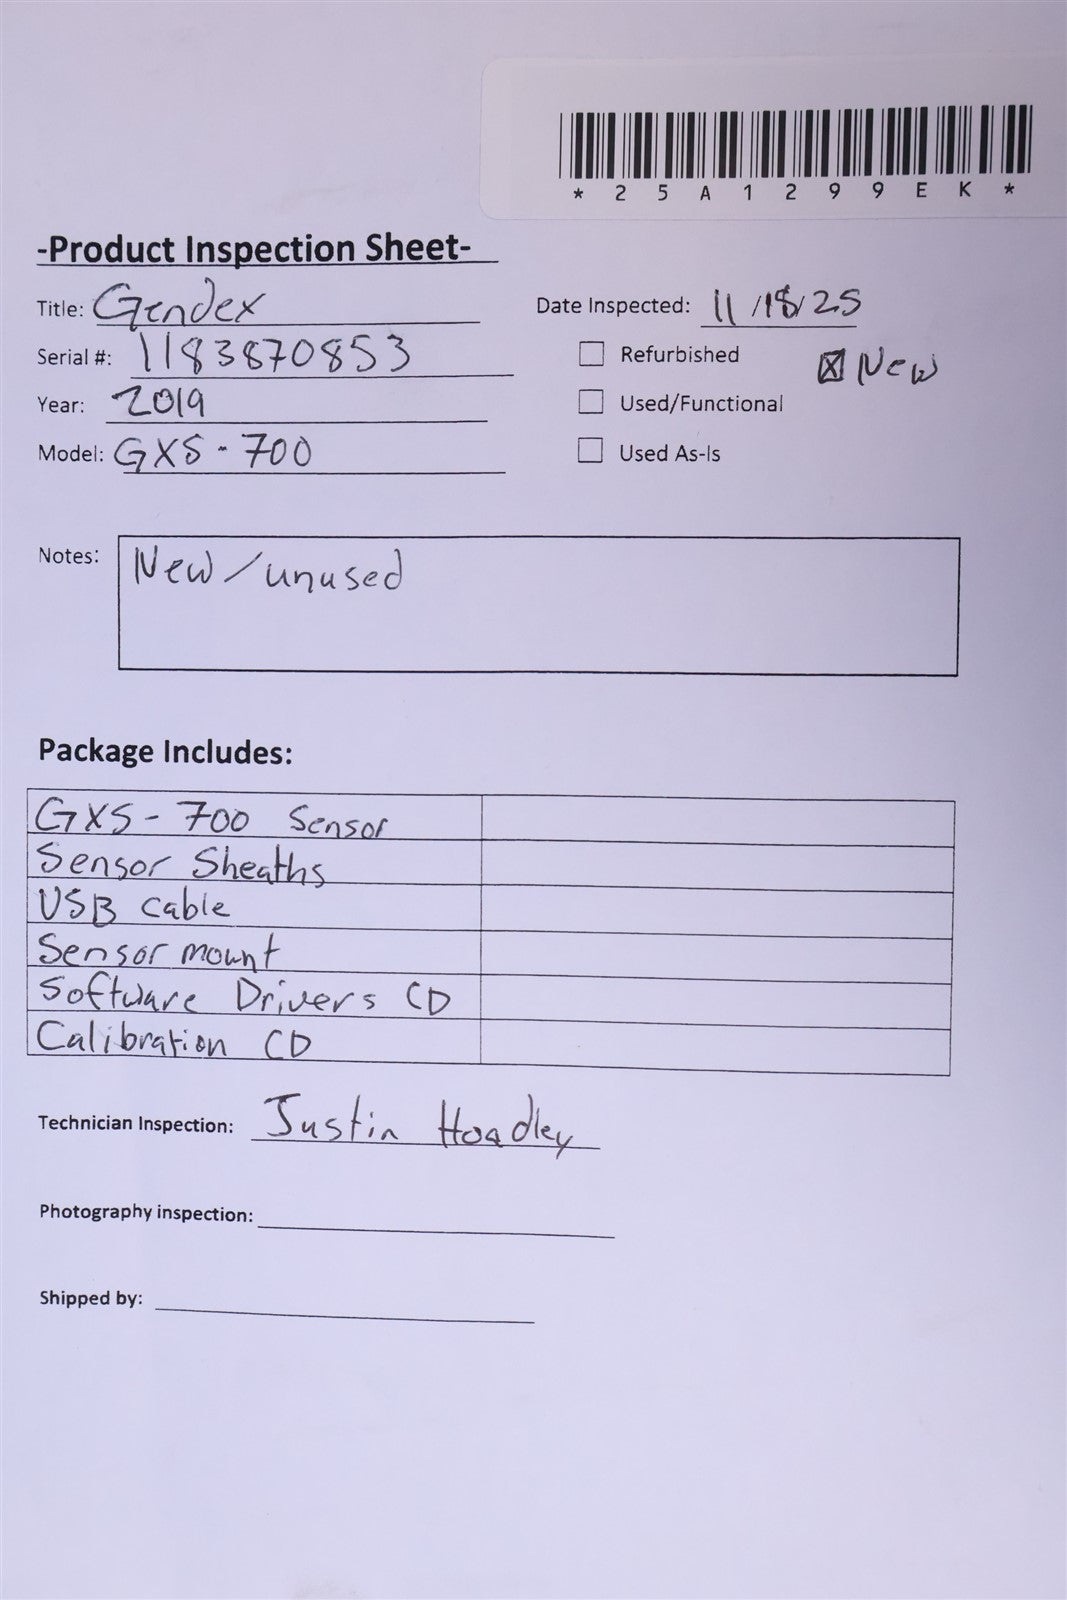 *25A1299EK*
-Product Inspection Sheet-
Title: Gendex
Date Inspected: 11/18/25
Serial #: 1183870853
Refurbished
New
Year: 2019
Used/Functional
Model: GXS-700
Used As-Is
Notes: New/unused
Package Includes:
GXS-700 Sensor
Sensor Sheaths
USB Cable
Sensor mount
Software Drivers CD
Calibration CD
Technician Inspection: Justin Hoadley
Photography inspection:
Shipped by: